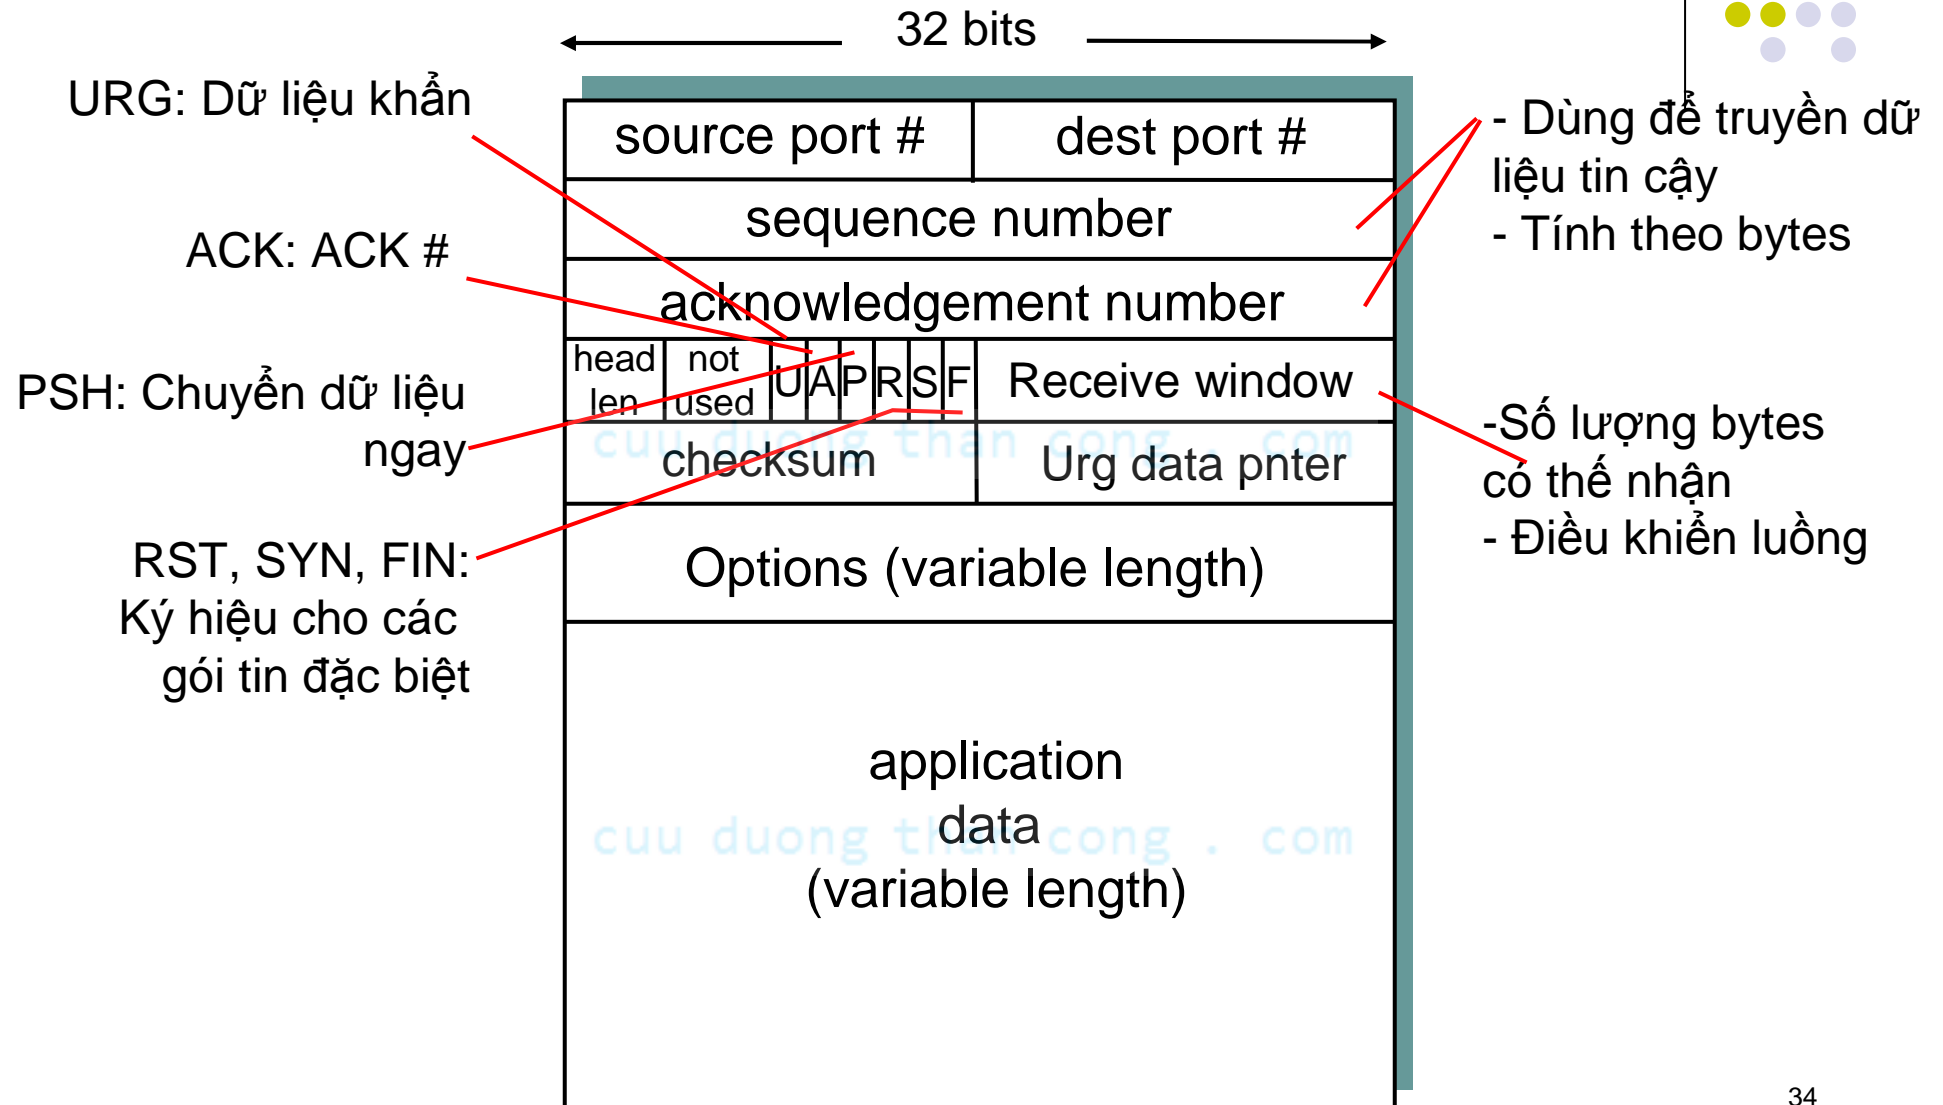 32 bits
URG: Dữ liệu khẩn
ACK: ACK #
PSH: Chuyển dữ liệu
ngay
RST, SYN, FIN:
Ký hiệu cho các
gói tin đặc biệt
source port # dest port #
sequence number
acknowledgement number
head
len
not
used
U A P R S F
Receive window
cuu duong than cong . com
checksum Urg data pnter
Options (variable length)
application
data
cuu duong than cong . com
(variable length)
- Dùng để truyền dữ
liệu tin cậy
- Tính theo bytes
-Số lượng bytes
có thể nhận
- Điều khiển luồng
34